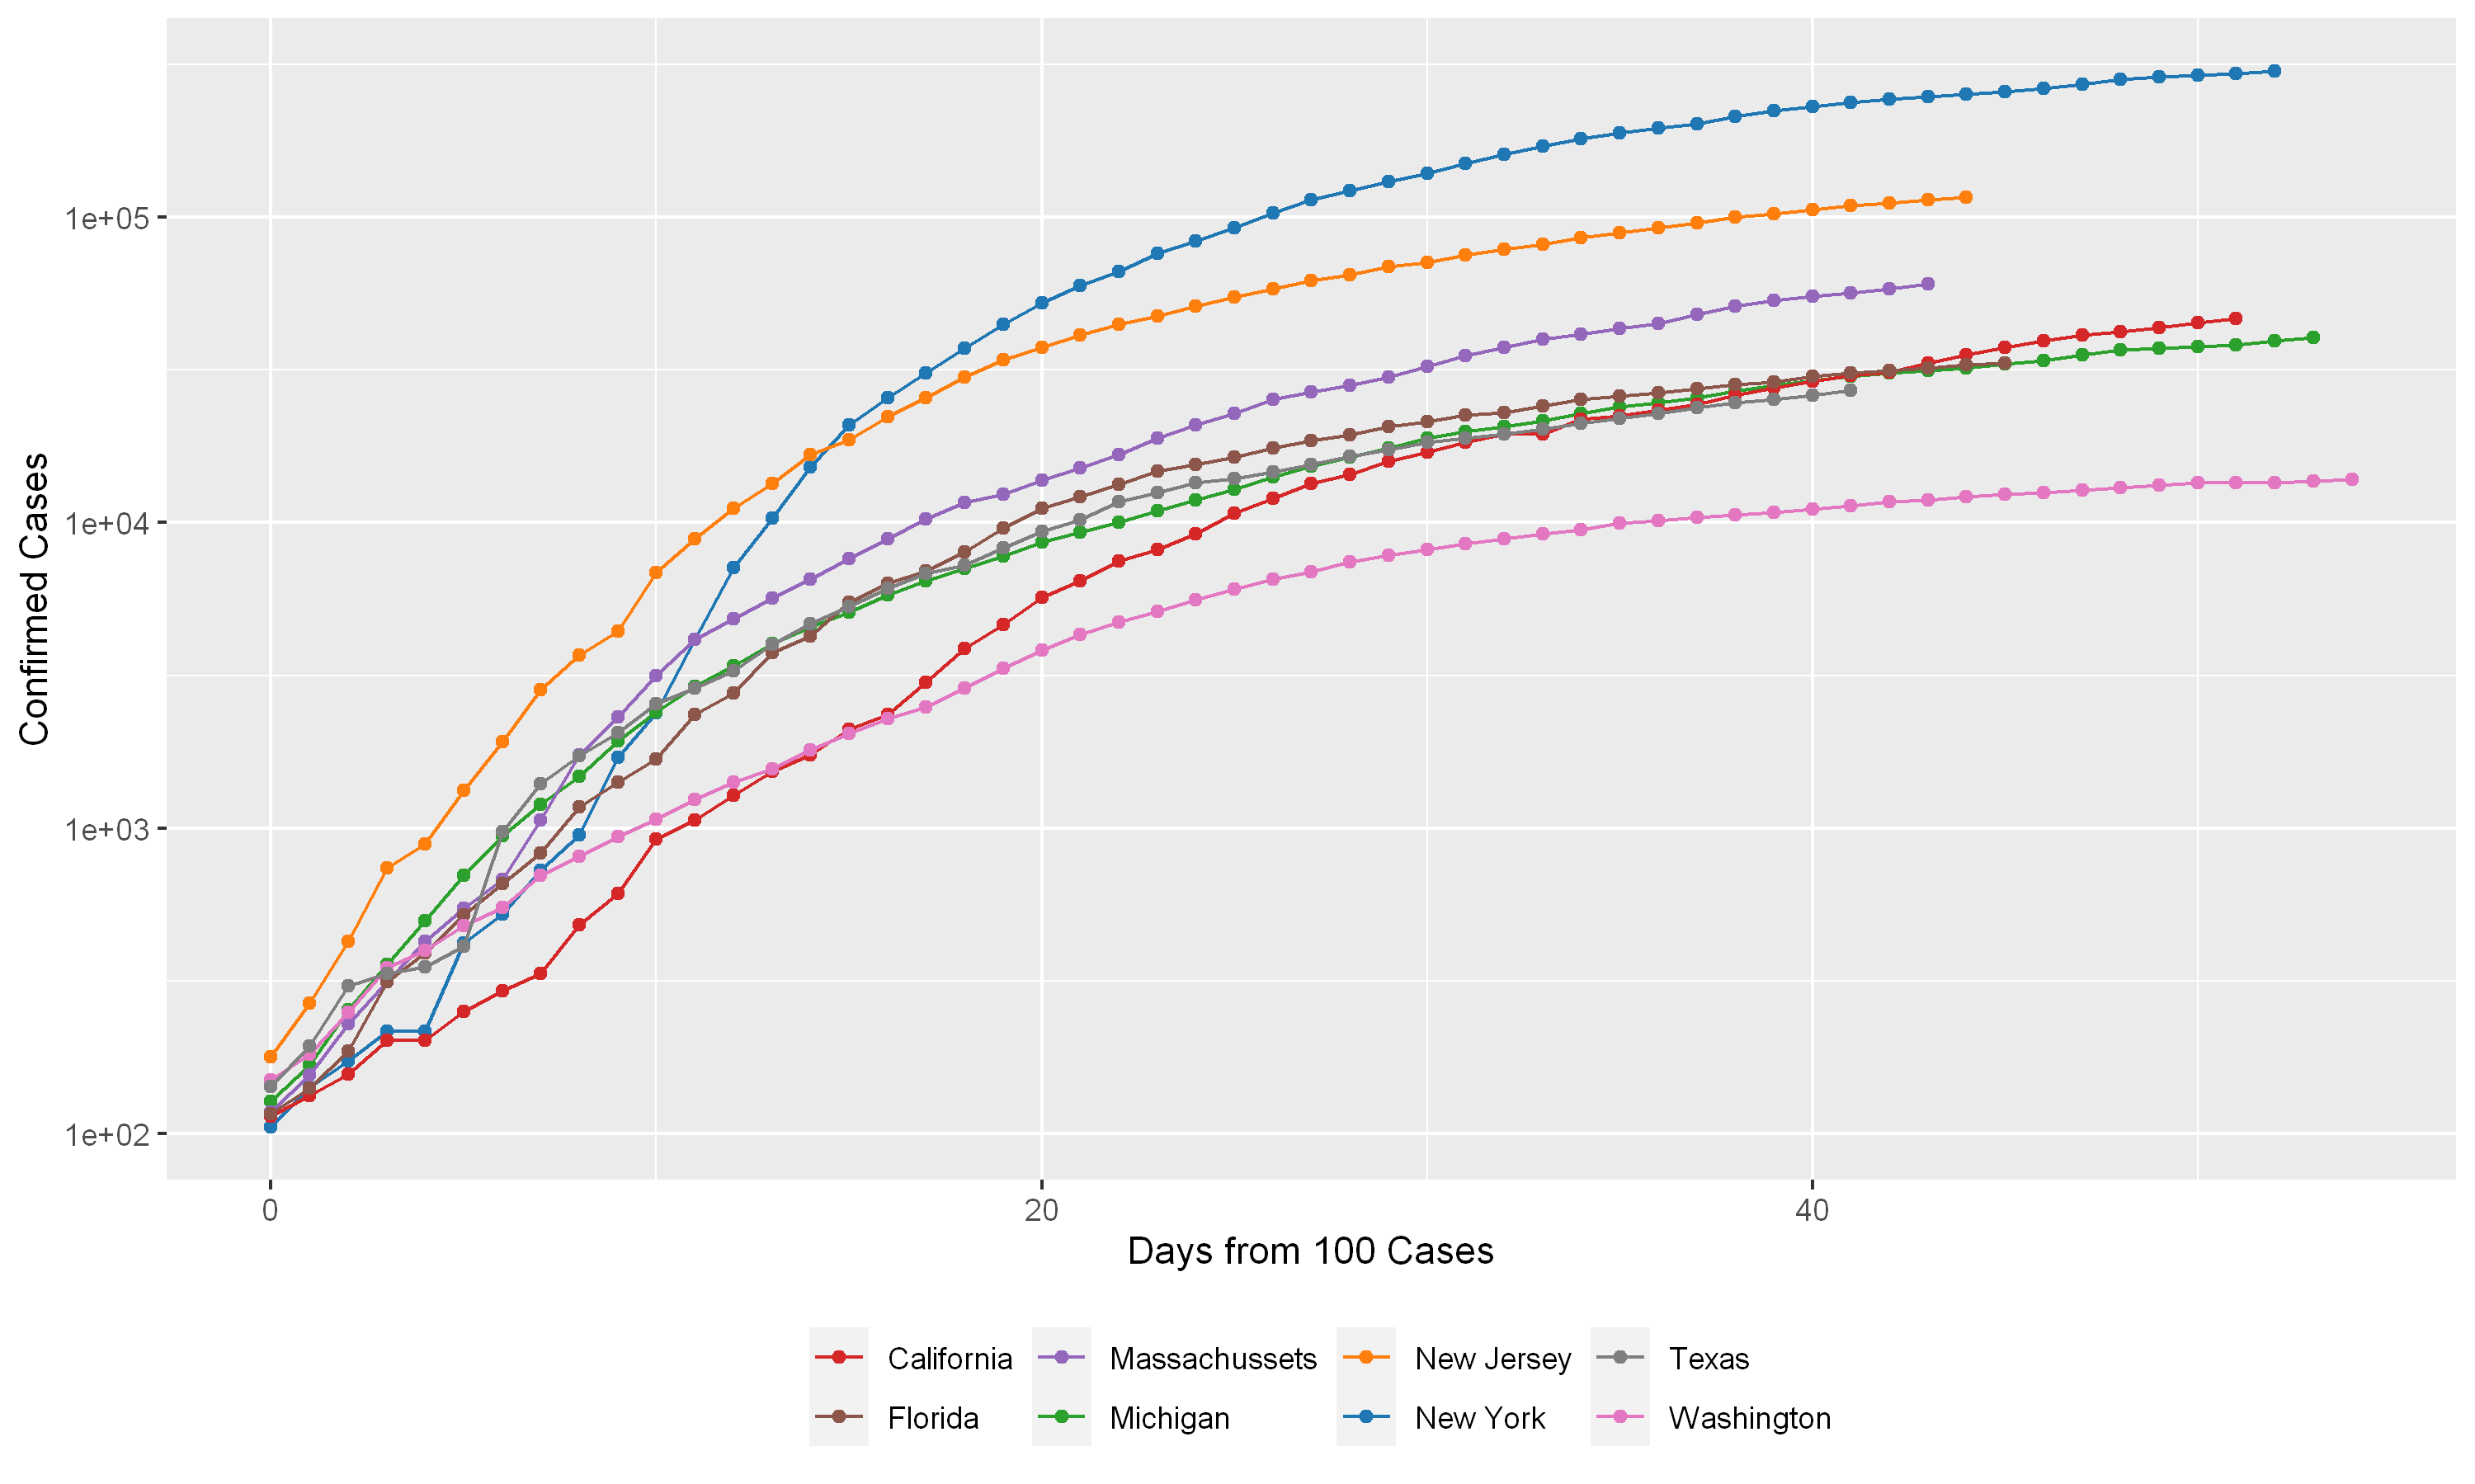 Confirmed Cases
1e+05
1e+04
1e+03
1e+02
0 20 40
Days from 100 Cases
California Massachussets New Jersey Texas
Florida Michigan New York Washington